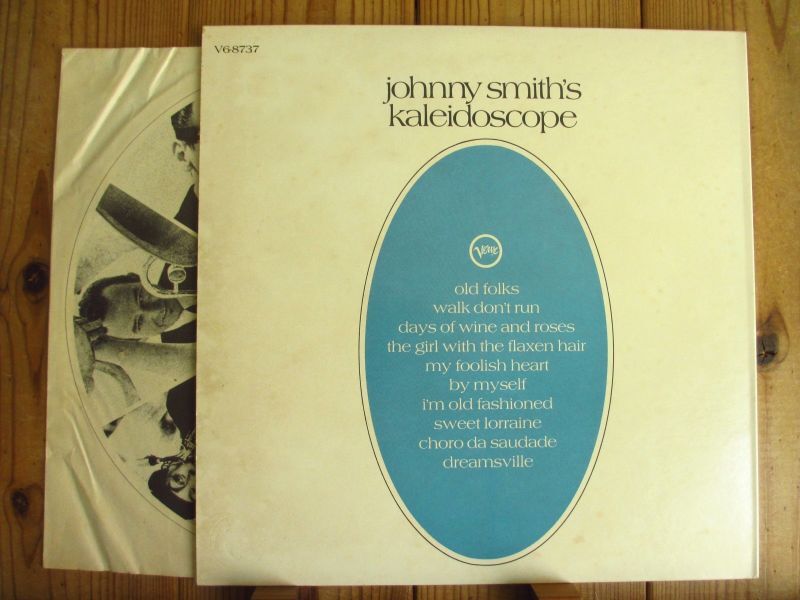 V6-8737
johnny smith's
kaleidoscope
Verve
old folks
walk don't run
days of wine and roses
the girl with the flaxen hair
my foolish heart
by myself
i'm old fashioned
sweet lorraine
choro da saudade
dreamsville